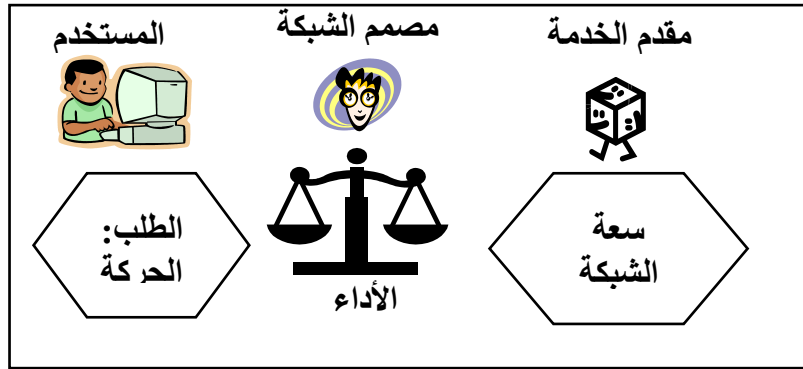 مقدم الخدمة
مصمم الشبكة
المستخدم
سعة
الشبكة
الأداء
الطلب:
الحركة